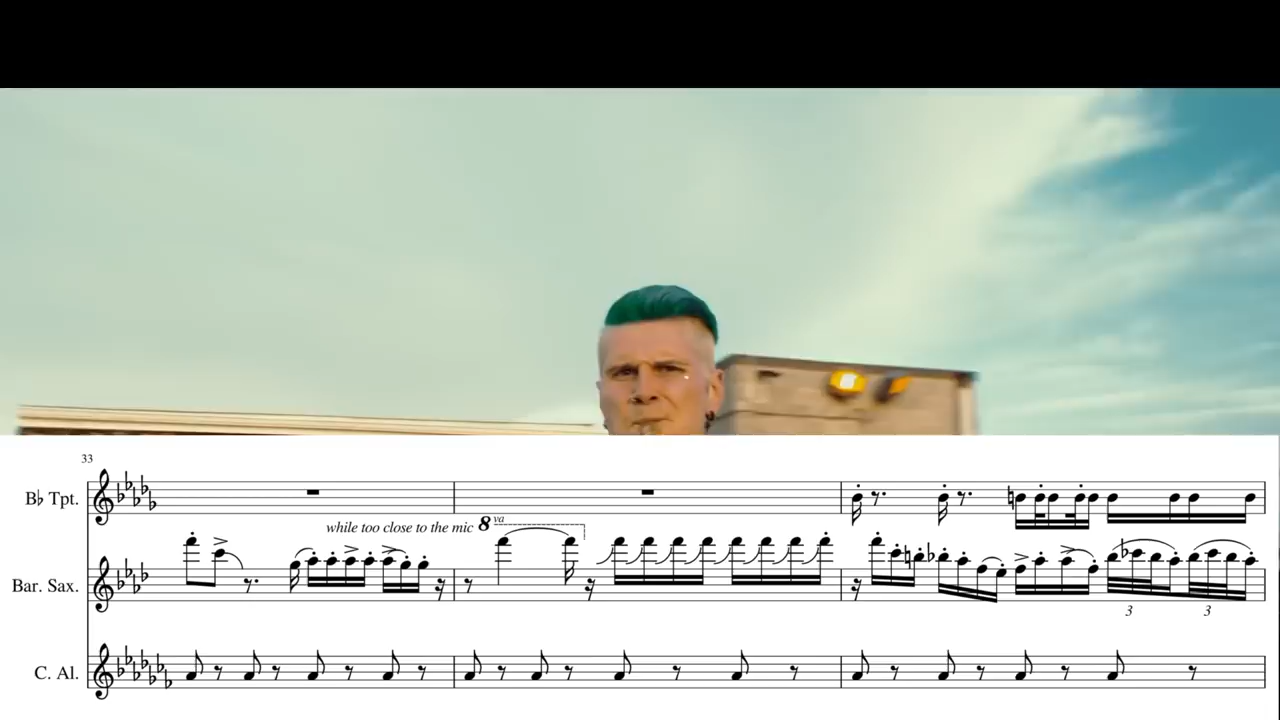 33
B♭ Tpt.
while too close to the mic 8va
Bar. Sax.
3 3
C. Al.